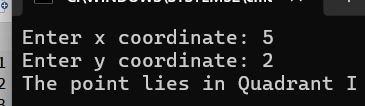 Enter x coordinate: 5
Enter y coordinate: 2
The point lies in Quadrant I